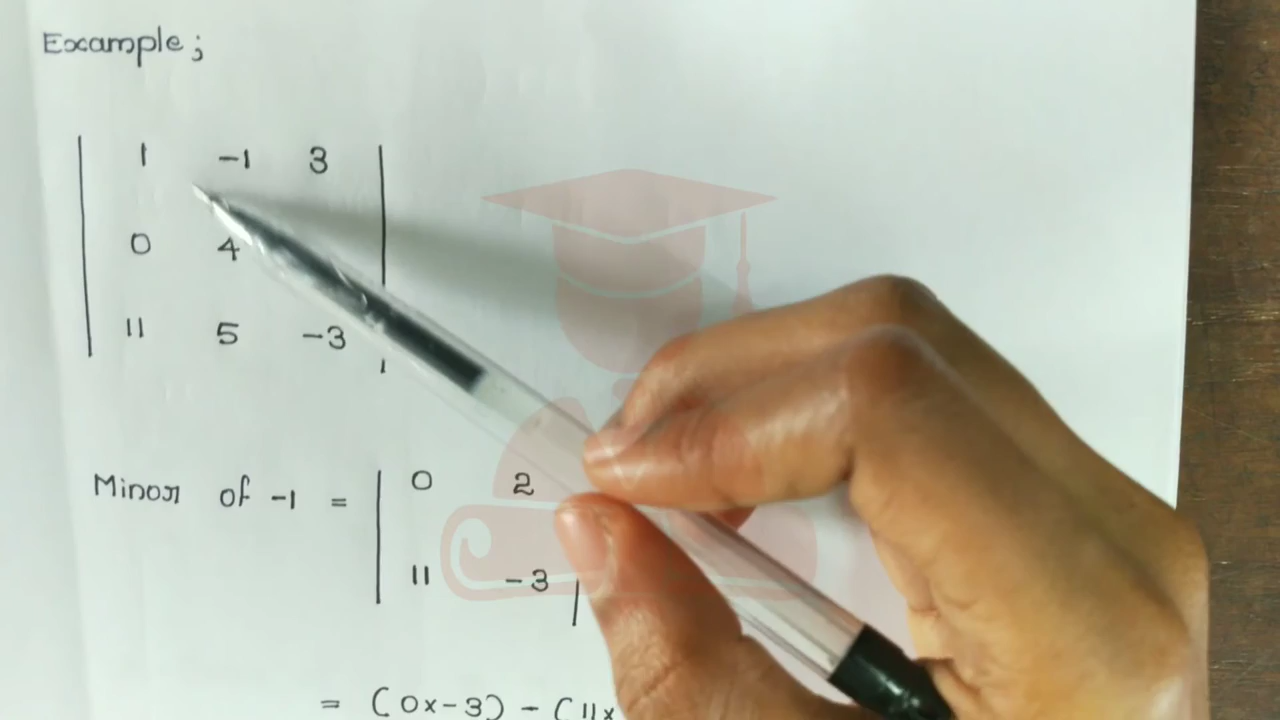 Example;
1 -1 3
0 4
11 5 -3
Minor of -1 = 0 2
11 -3
= (0x-3) - (11x